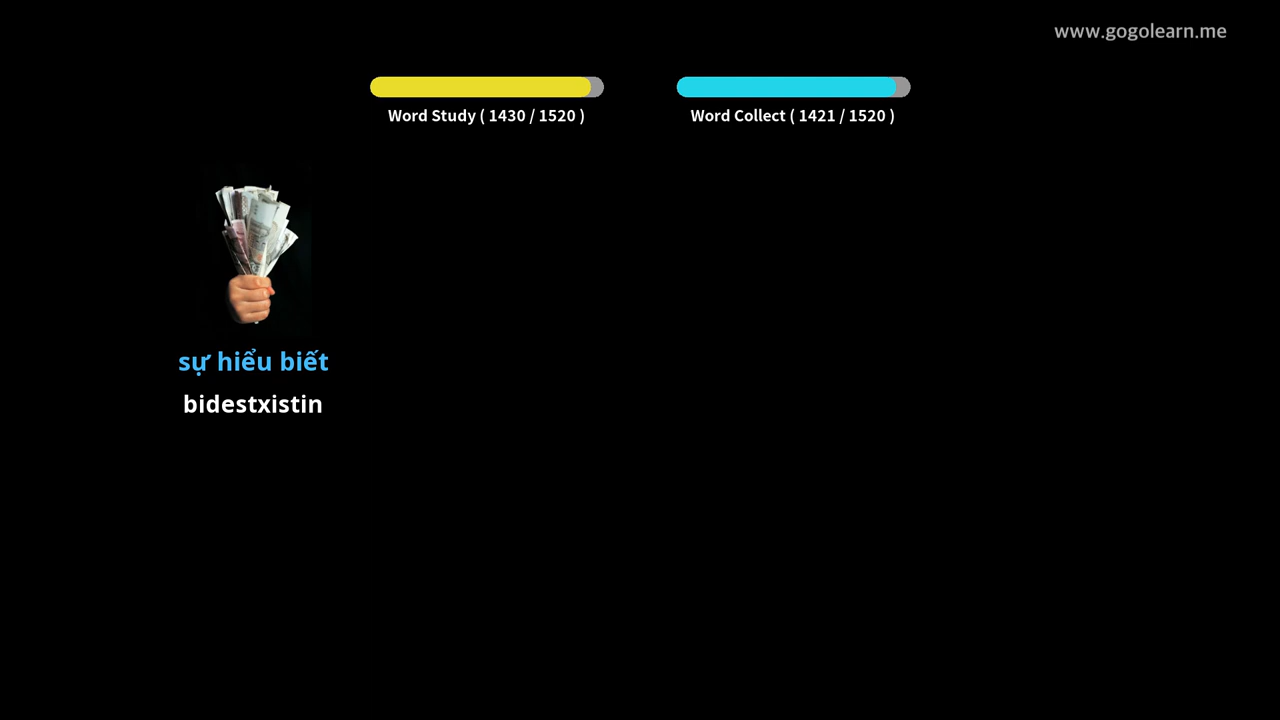 www.gogolearn.me
Word Study ( 1430 / 1520 )
Word Collect ( 1421 / 1520 )
sự hiểu biết
bidestxistin